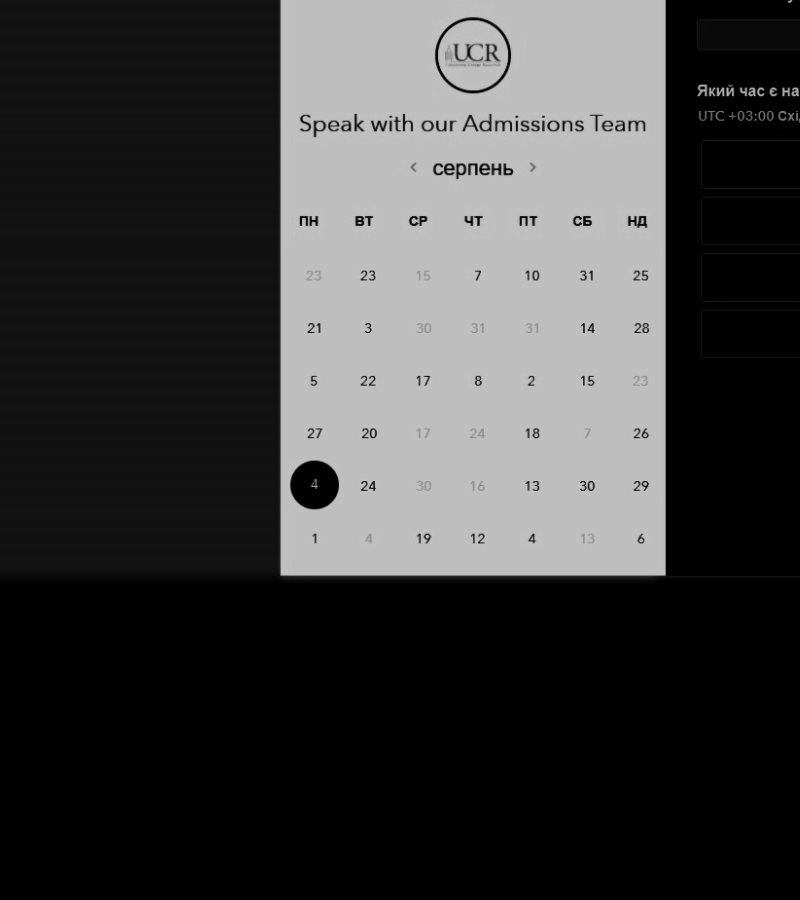 UCR
Speak with our Admissions Team
серпень
ПН ВТ СР ЧТ ПТ СБ НД
23 23 15 7 10 31 25
21 3 30 31 31 14 28
5 22 17 8 2 15 23
27 20 17 24 18 7 26
4 24 30 16 13 30 29
1 4 19 12 4 13 6
Який час є на
UTC +03:00 Схі